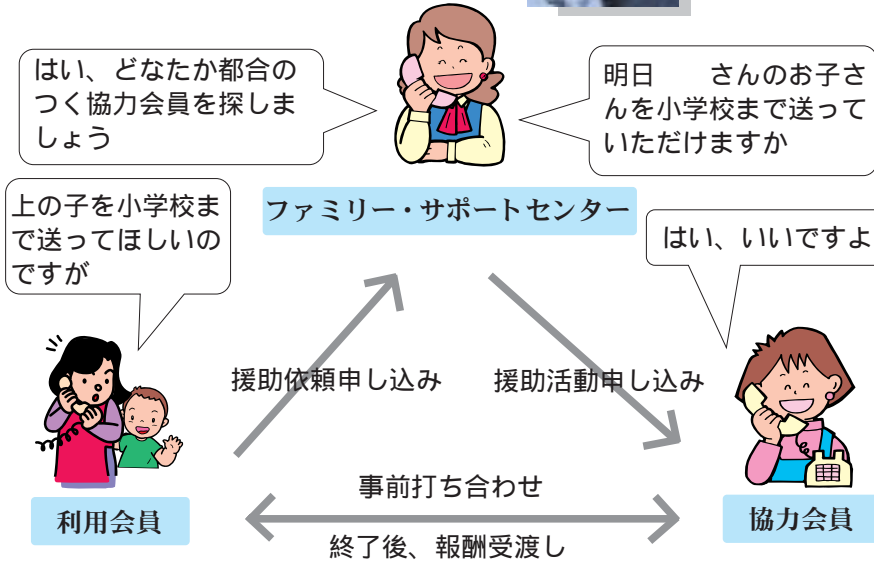 はい、どなたか都合の
つく協力会員を探しま
しょう
明日　　さんのお子さ
んを小学校まで送って
いただけますか
ファミリー・サポートセンター
上の子を小学校ま
で送ってほしいの
ですが
はい、いいですよ
援助依頼申し込み
援助活動申し込み
利用会員
事前打ち合わせ
終了後、報酬受渡し
協力会員